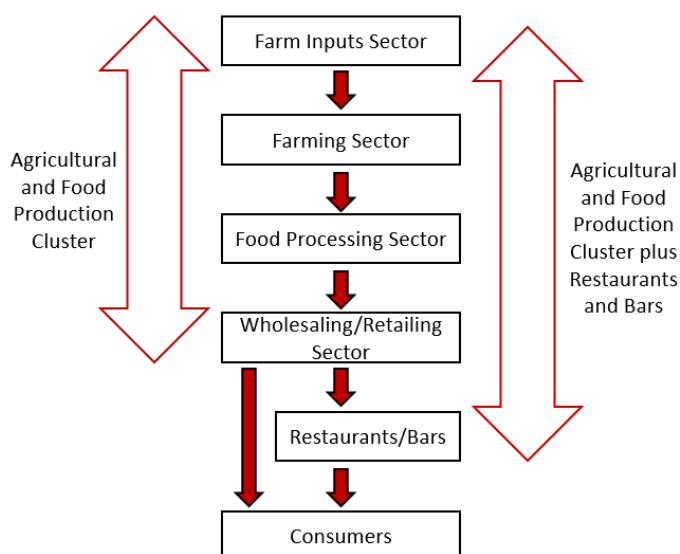 Farm Inputs Sector
Farming Sector
Food Processing Sector
Wholesaling/Retailing
Sector
Restaurants/Bars
Consumers
Agricultural
and Food
Production
Cluster
Agricultural
and Food
Production
Cluster plus
Restaurants
and Bars